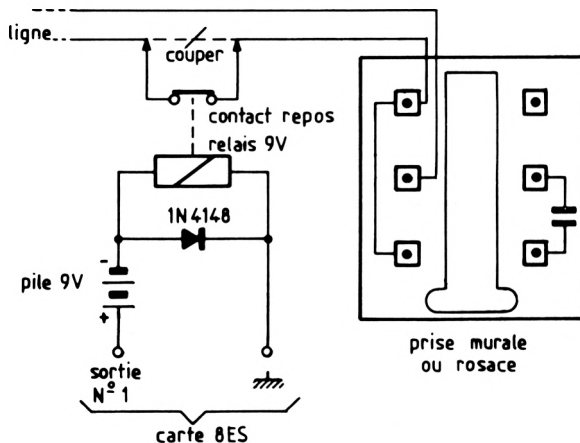 ligne
couper
contact repos
relais 9V
1N4148
-
pile 9V
+
sortie
N° 1
carte 8ES
prise murale
ou rosace